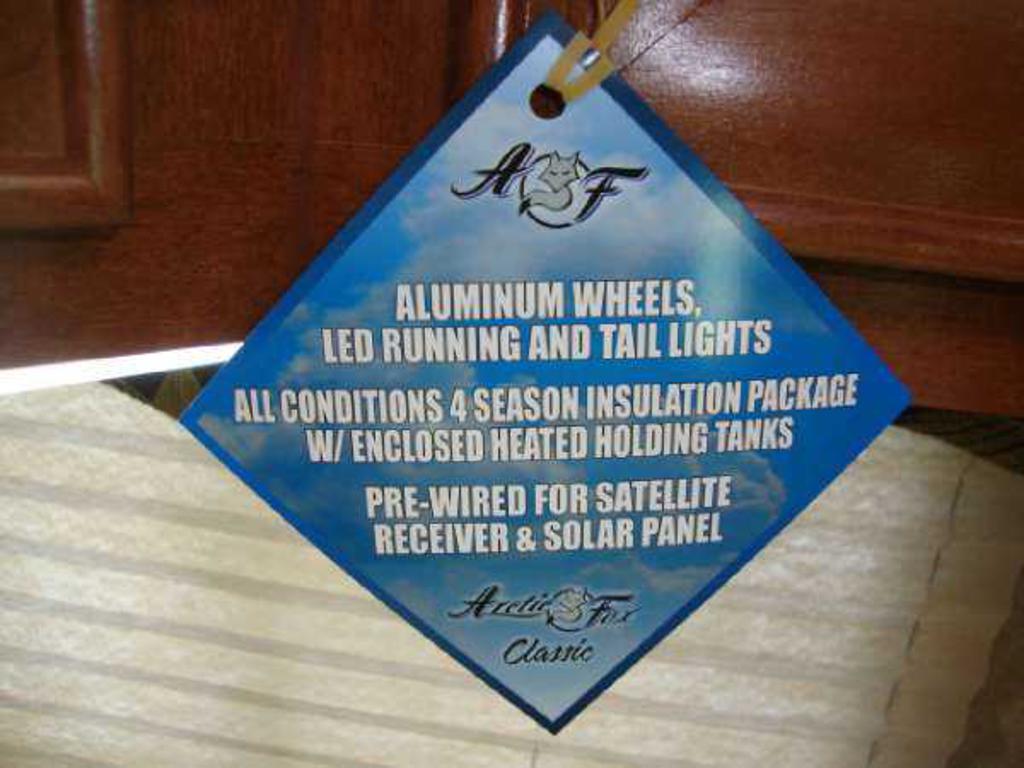 AF
ALUMINUM WHEELS,
LED RUNNING AND TAIL LIGHTS
ALL CONDITIONS 4 SEASON INSULATION PACKAGE
W/ ENCLOSED HEATED HOLDING TANKS
PRE-WIRED FOR SATELLITE
RECEIVER & SOLAR PANEL
Arctic Fox
Classic